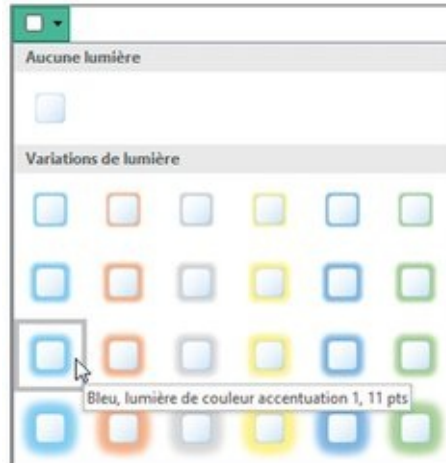 Aucune lumière
Variations de lumière
Bleu, lumière de couleur accentuation 1, 11 pts